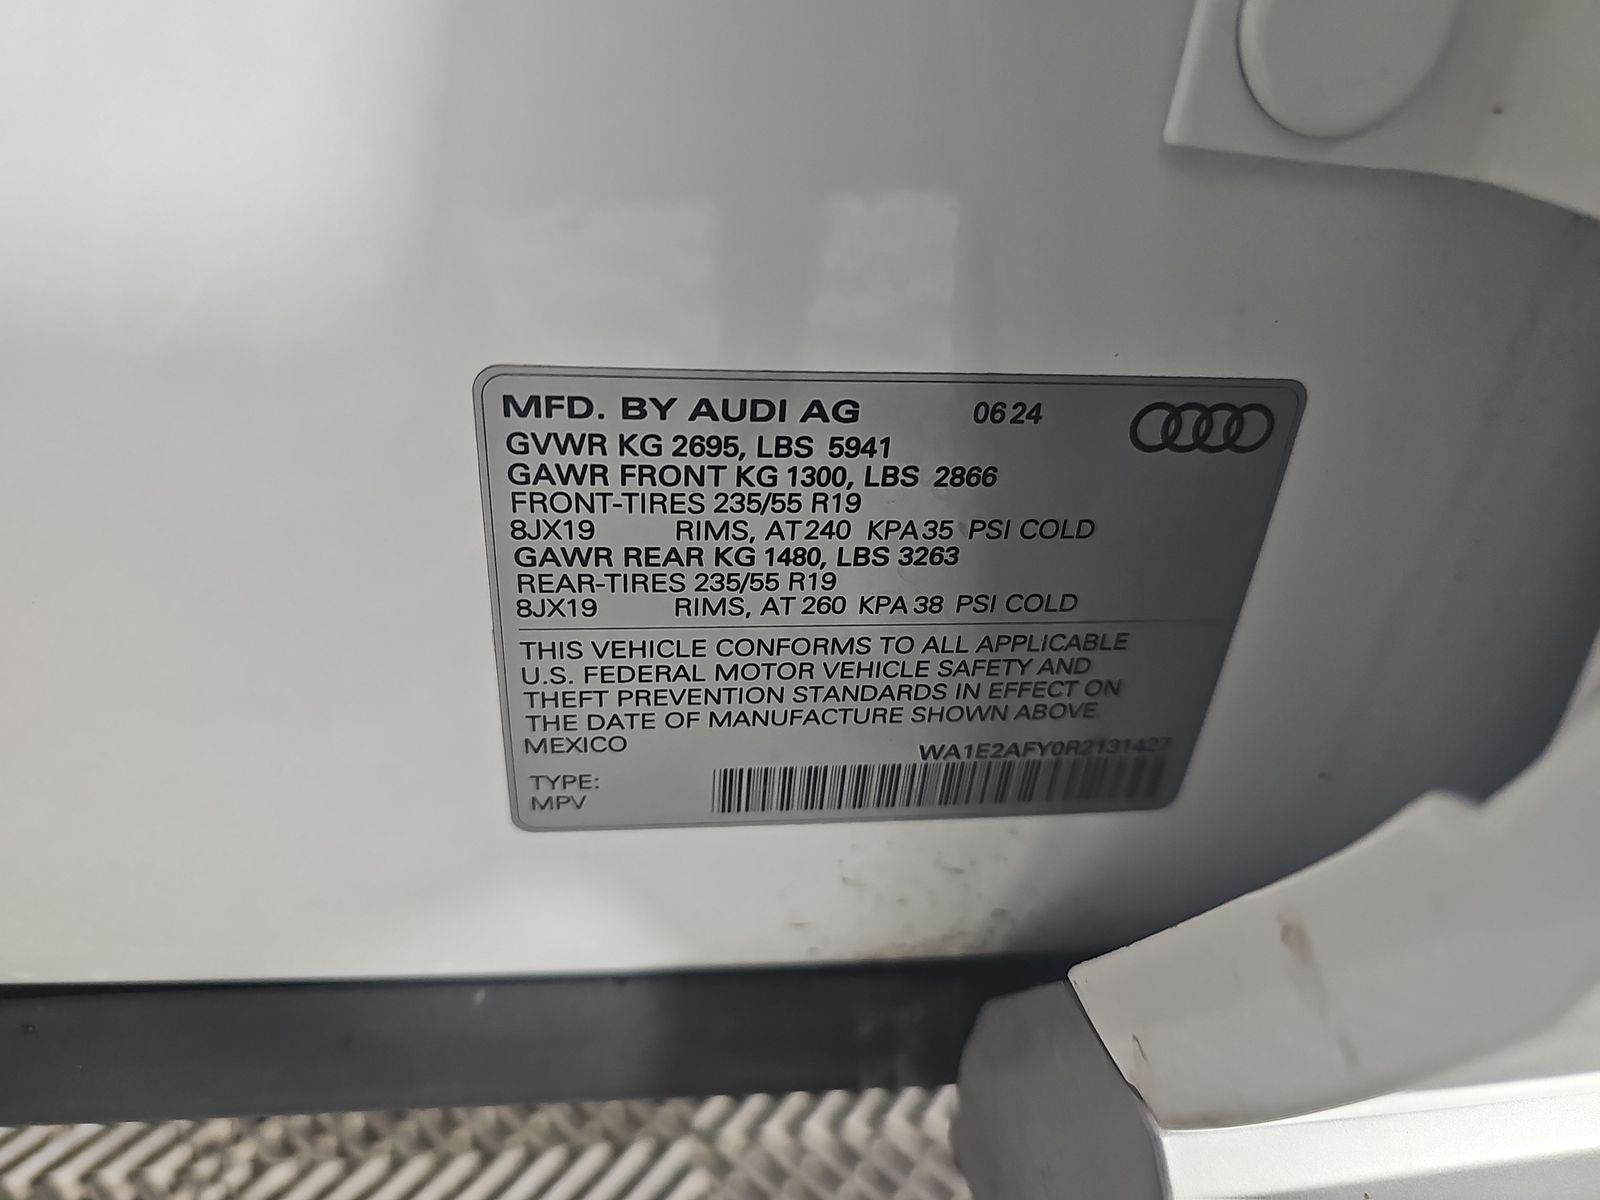 MFD. BY AUDI AG 06 24
GVWR KG 2695, LBS 5941
GAWR FRONT KG 1300, LBS 2866
FRONT-TIRES 235/55 R19
8JX19 RIMS, AT 240 KPA 35 PSI COLD
GAWR REAR KG 1480, LBS 3263
REAR-TIRES 235/55 R19
8JX19 RIMS, AT 260 KPA 38 PSI COLD
THIS VEHICLE CONFORMS TO ALL APPLICABLE
U.S. FEDERAL MOTOR VEHICLE SAFETY AND
THEFT PREVENTION STANDARDS IN EFFECT ON
THE DATE OF MANUFACTURE SHOWN ABOVE
MEXICO WA1E2AFY0R2131427
TYPE:
MPV